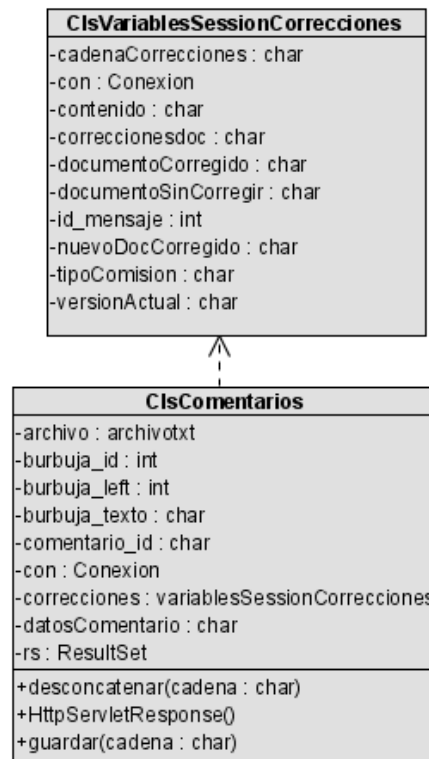 ClsVariablesSessionCorrecciones
-cadenaCorrecciones : char
-con : Conexion
-contenido : char
-correccionesdoc : char
-documentoCorregido : char
-documentoSinCorregir : char
-id_mensaje : int
-nuevoDocCorregido : char
-tipoComision : char
-versionActual : char
ClsComentarios
-archivo : archivotxt
-burbuja_id : int
-burbuja_left : int
-burbuja_texto : char
-comentario_id : char
-con : Conexion
-correcciones : variablesSessionCorrecciones
-datosComentario : char
-rs : ResultSet
+desconcatenar(cadena : char)
+HttpServletResponse()
+guardar(cadena : char)